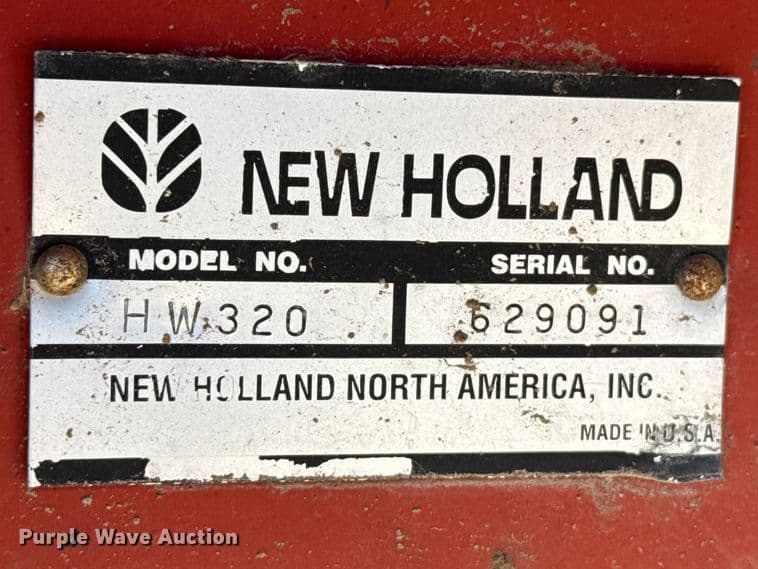 NEW HOLLAND
MODEL NO. SERIAL NO.
HW320 629091
NEW HOLLAND NORTH AMERICA, INC.
MADE IN U.S.A.
Purple Wave Auction